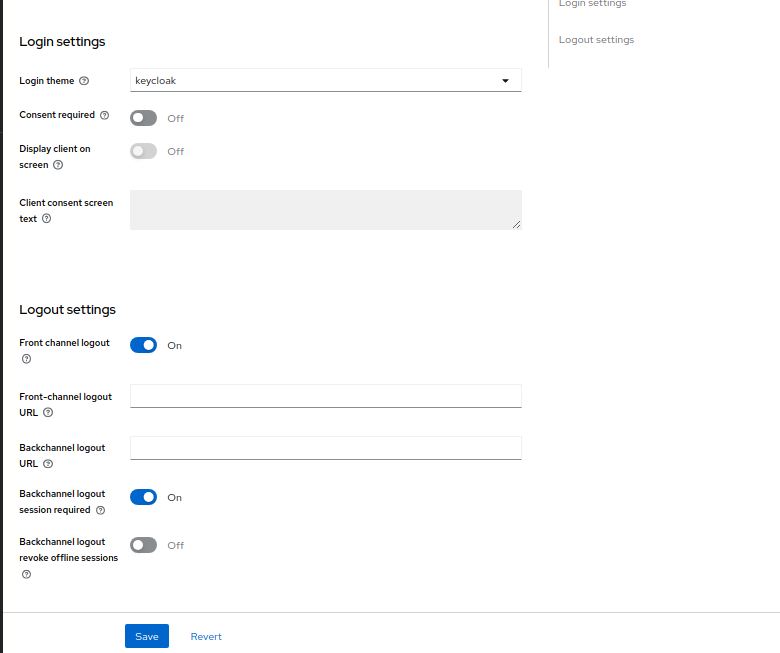 Login settings
Logout settings
Login settings
Login theme
keycloak
Consent required
Off
Display client on
screen
Off
Client consent screen
text
Logout settings
Front channel logout
On
Front-channel logout
URL
Backchannel logout
URL
Backchannel logout
session required
On
Backchannel logout
revoke offline sessions
Off
Save
Revert